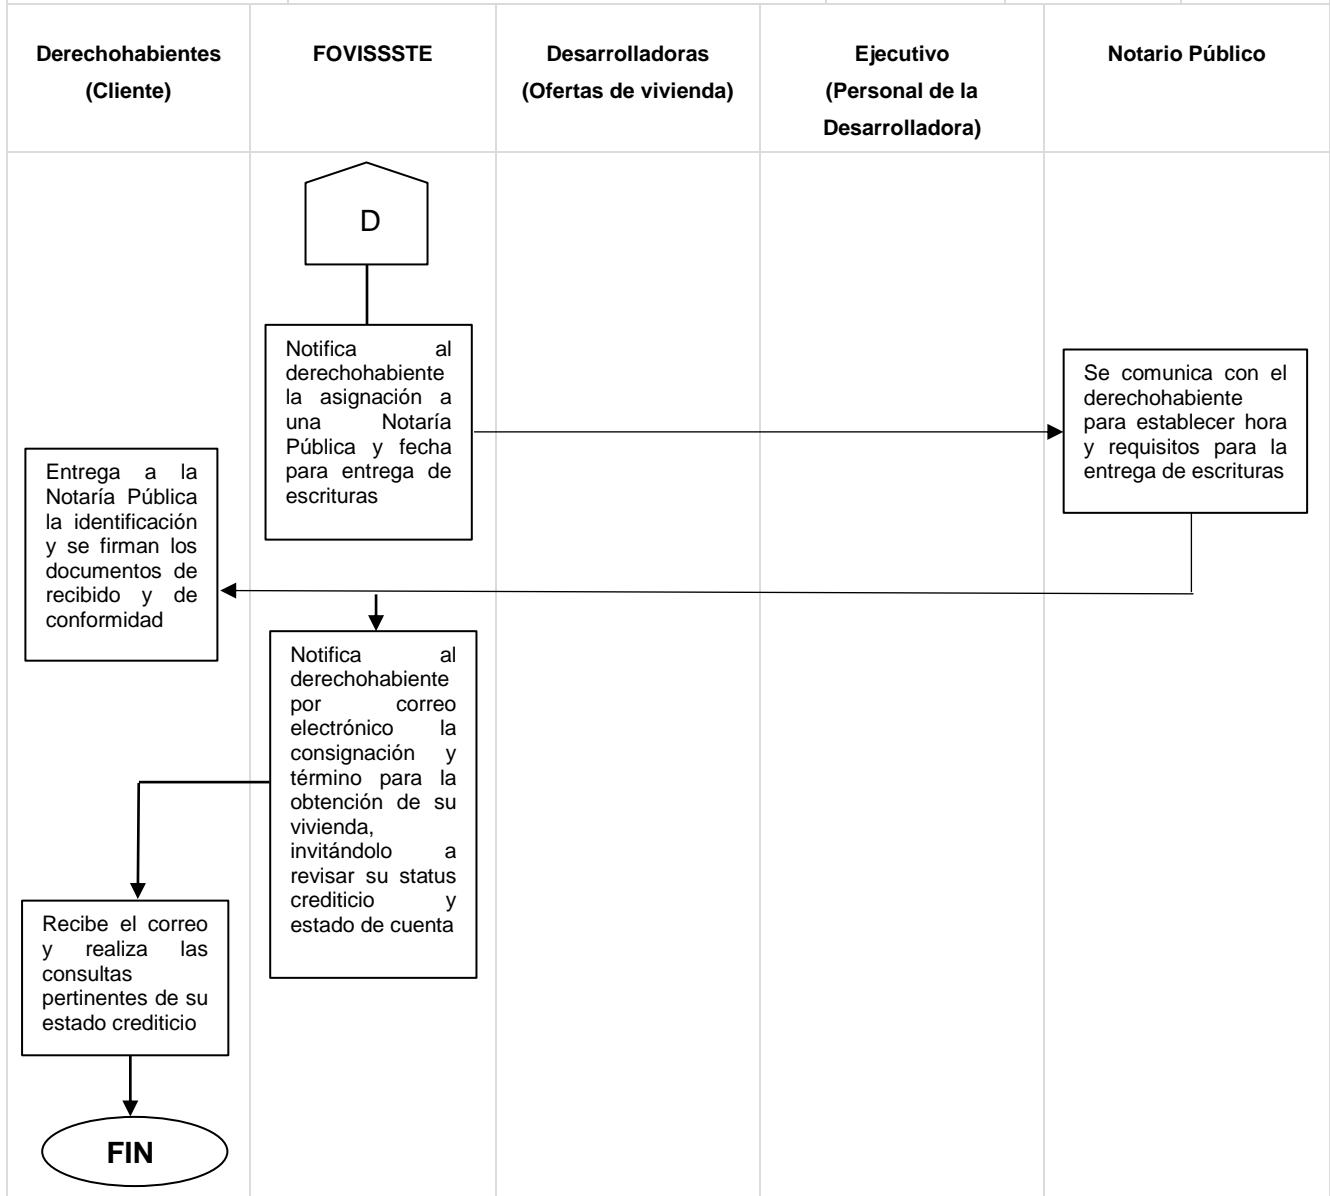 Derechohabientes
(Cliente)
FOVISSSTE
Desarrolladoras
(Ofertas de vivienda)
Ejecutivo
(Personal de la
Desarrolladora)
Notario Público
D
Notifica al
derechohabiente
la asignación a
una Notaría
Pública y fecha
para entrega de
escrituras
Se comunica con el
derechohabiente
para establecer hora
y requisitos para la
entrega de escrituras
Entrega a la
Notaría Pública
la identificación
y se firman los
documentos de
recibido y de
conformidad
Notifica al
derechohabiente
por correo
electrónico la
consignación y
término para la
obtención de su
vivienda,
invitándolo a
revisar su status
crediticio y
estado de cuenta
Recibe el correo
y realiza las
consultas
pertinentes de su
estado crediticio
FIN